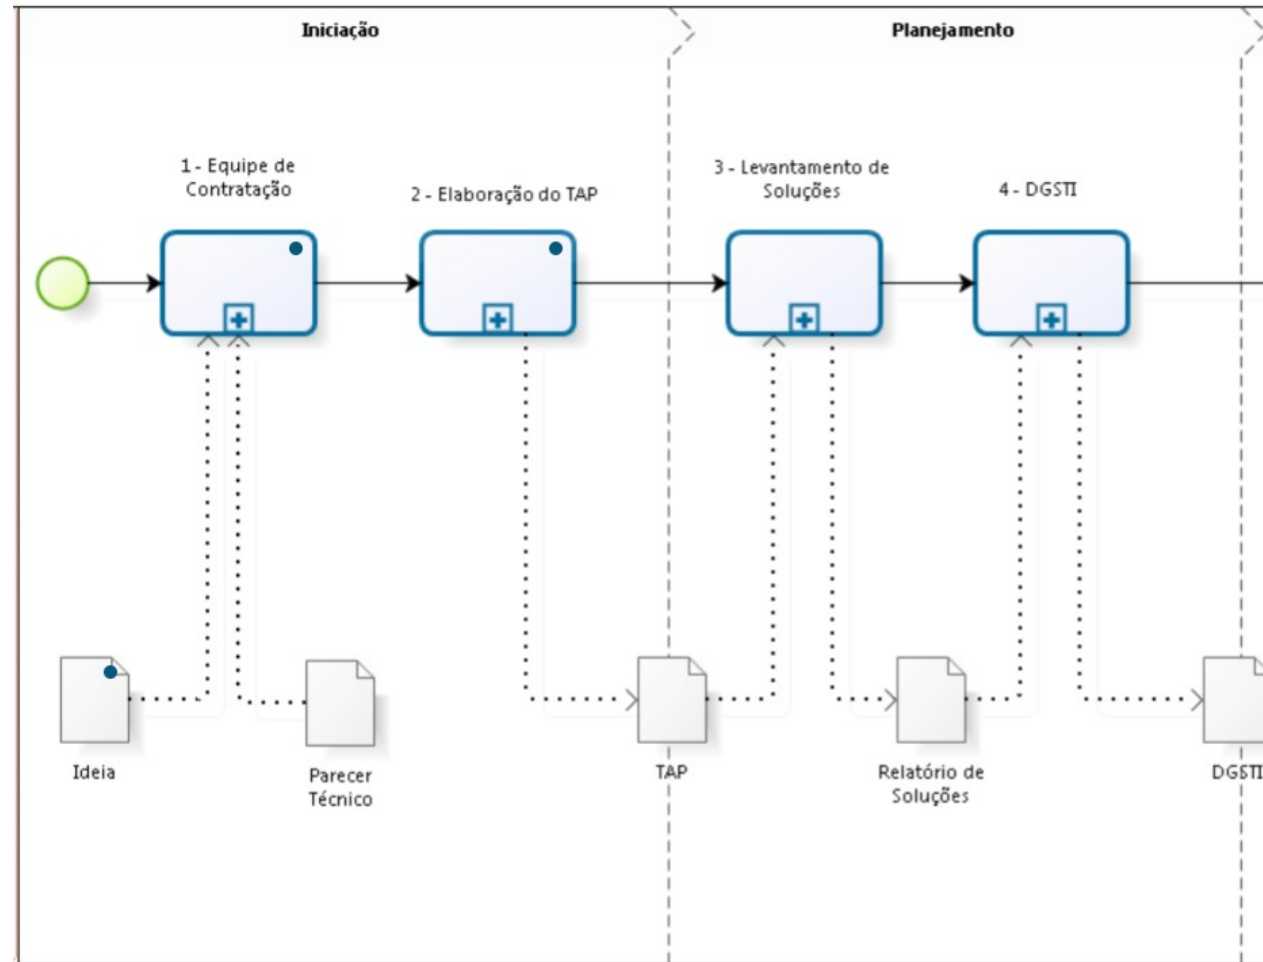 Iniciação
Planejamento
1 - Equipe de
Contratação
2 - Elaboração do TAP
3 - Levantamento de
Soluções
4 - DGSTI
Ideia
Parecer
Técnico
TAP
Relatório de
Soluções
DGSTI